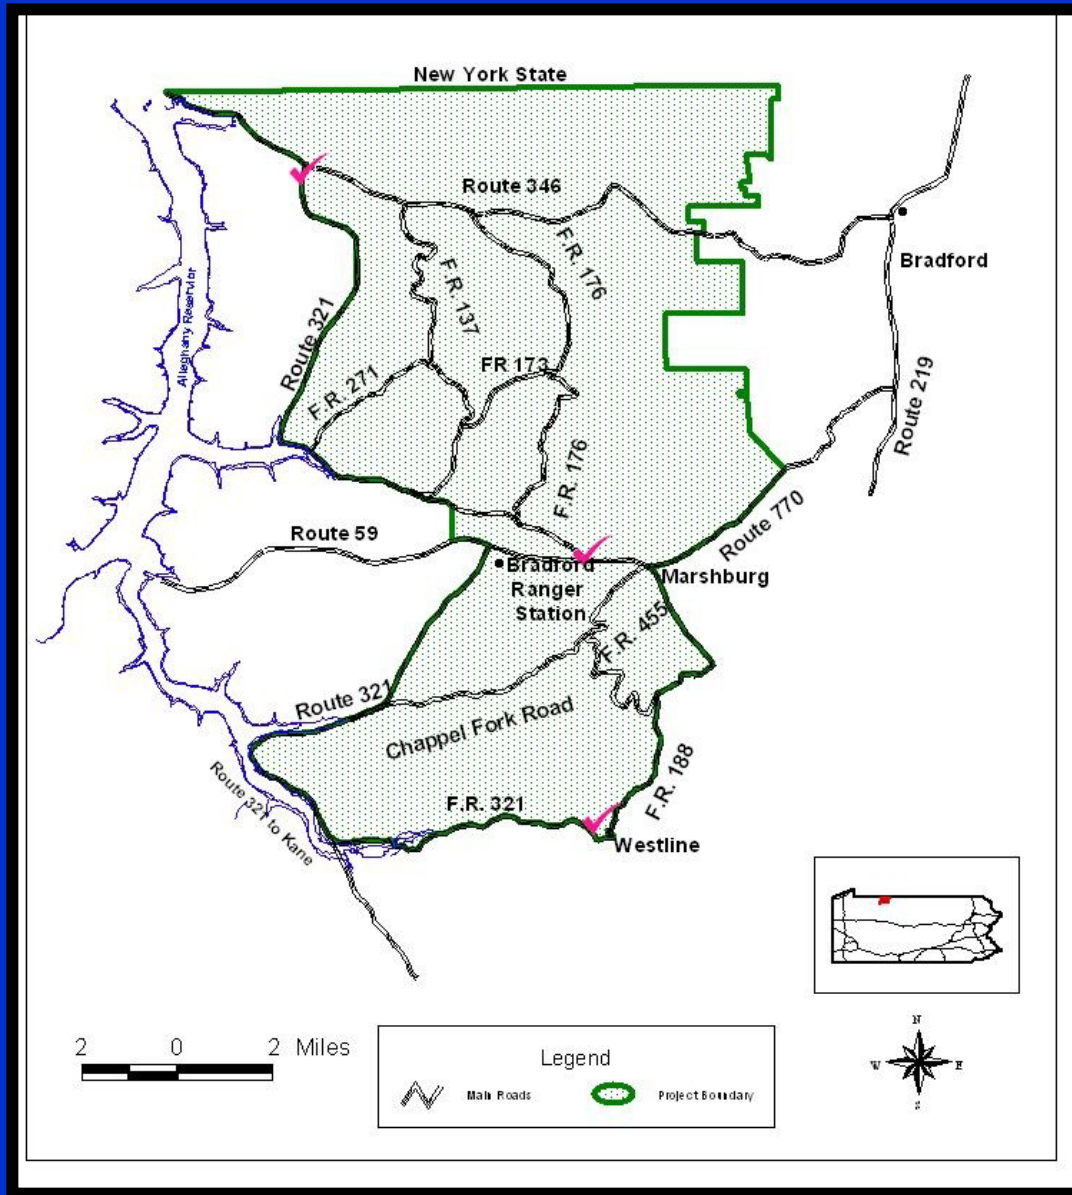 New York State
Route 346
F.R. 176
Bradford
F.R. 137
Alleghany Reservior
Route 321
FR 173
F.R. 271
Route 219
F.R. 176
Route 770
Route 59
Bradford
Ranger
Station
Marshburg
F.R. 455
Route 321
Chappel Fork Road
F.R. 188
Route 321 to Kane
F.R. 321
Westline
N
W E
S
2 0 2 Miles
Legend
Main Roads
Project Boundary